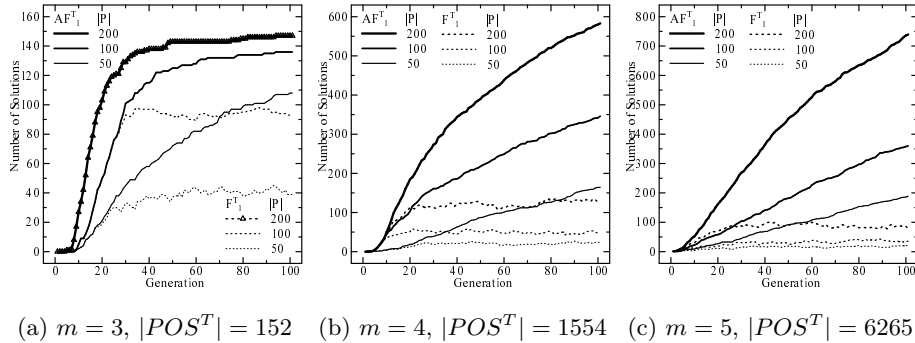 AF^T_1 |P|
200
100
50
F^T_1 |P|
200
100
50
Number of Solutions
0 20 40 60 80 100 120 140 160
0 20 40 60 80 100
Generation
AF^T_1 |P| F^T_1 |P|
200 200
100 100
50 50
Number of Solutions
0 100 200 300 400 500 600
0 20 40 60 80 100
Generation
AF^T_1 |P| F^T_1 |P|
200 200
100 100
50 50
Number of Solutions
0 100 200 300 400 500 600 700 800
0 20 40 60 80 100
Generation
(a) m = 3, |POS^T| = 152 (b) m = 4, |POS^T| = 1554 (c) m = 5, |POS^T| = 6265